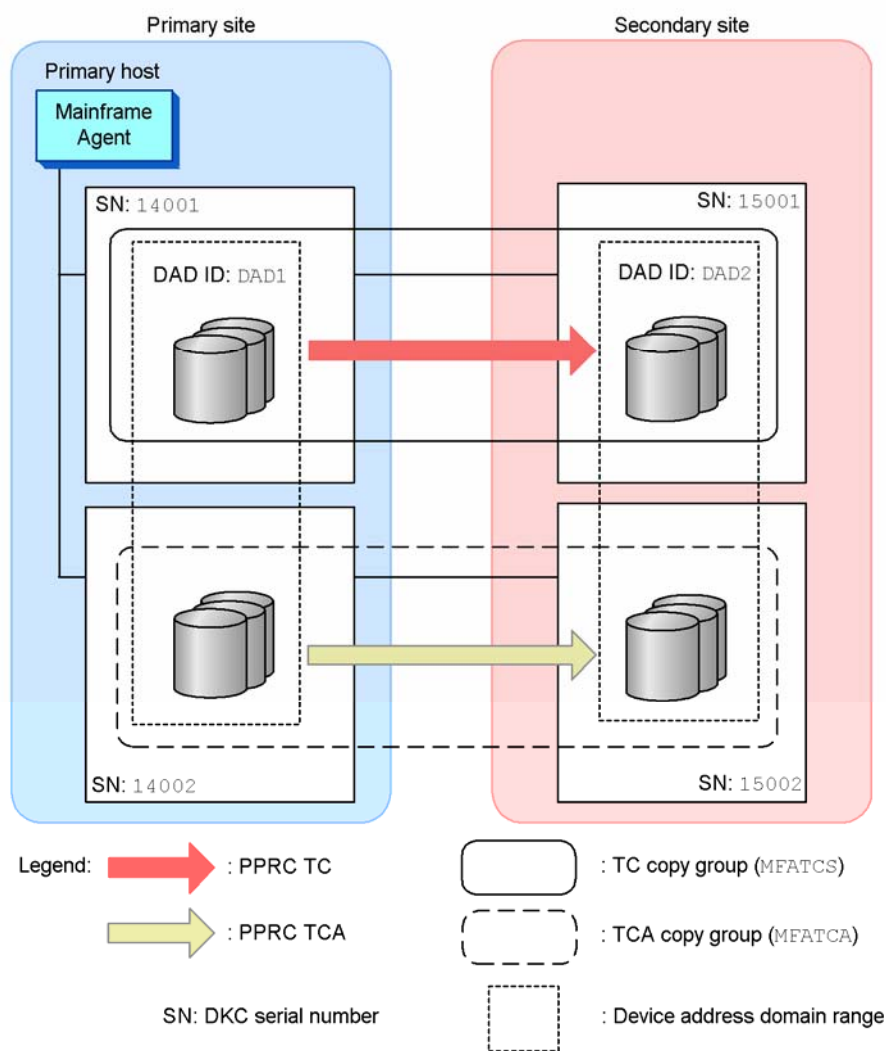 Primary site
Secondary site
Primary host
Mainframe
Agent
SN: 14001
SN: 15001
DAD ID: DAD1
DAD ID: DAD2
SN: 14002
SN: 15002
Legend:
: PPRC TC
: TC copy group (MFATCS)
: PPRC TCA
: TCA copy group (MFATCA)
SN: DKC serial number
: Device address domain range